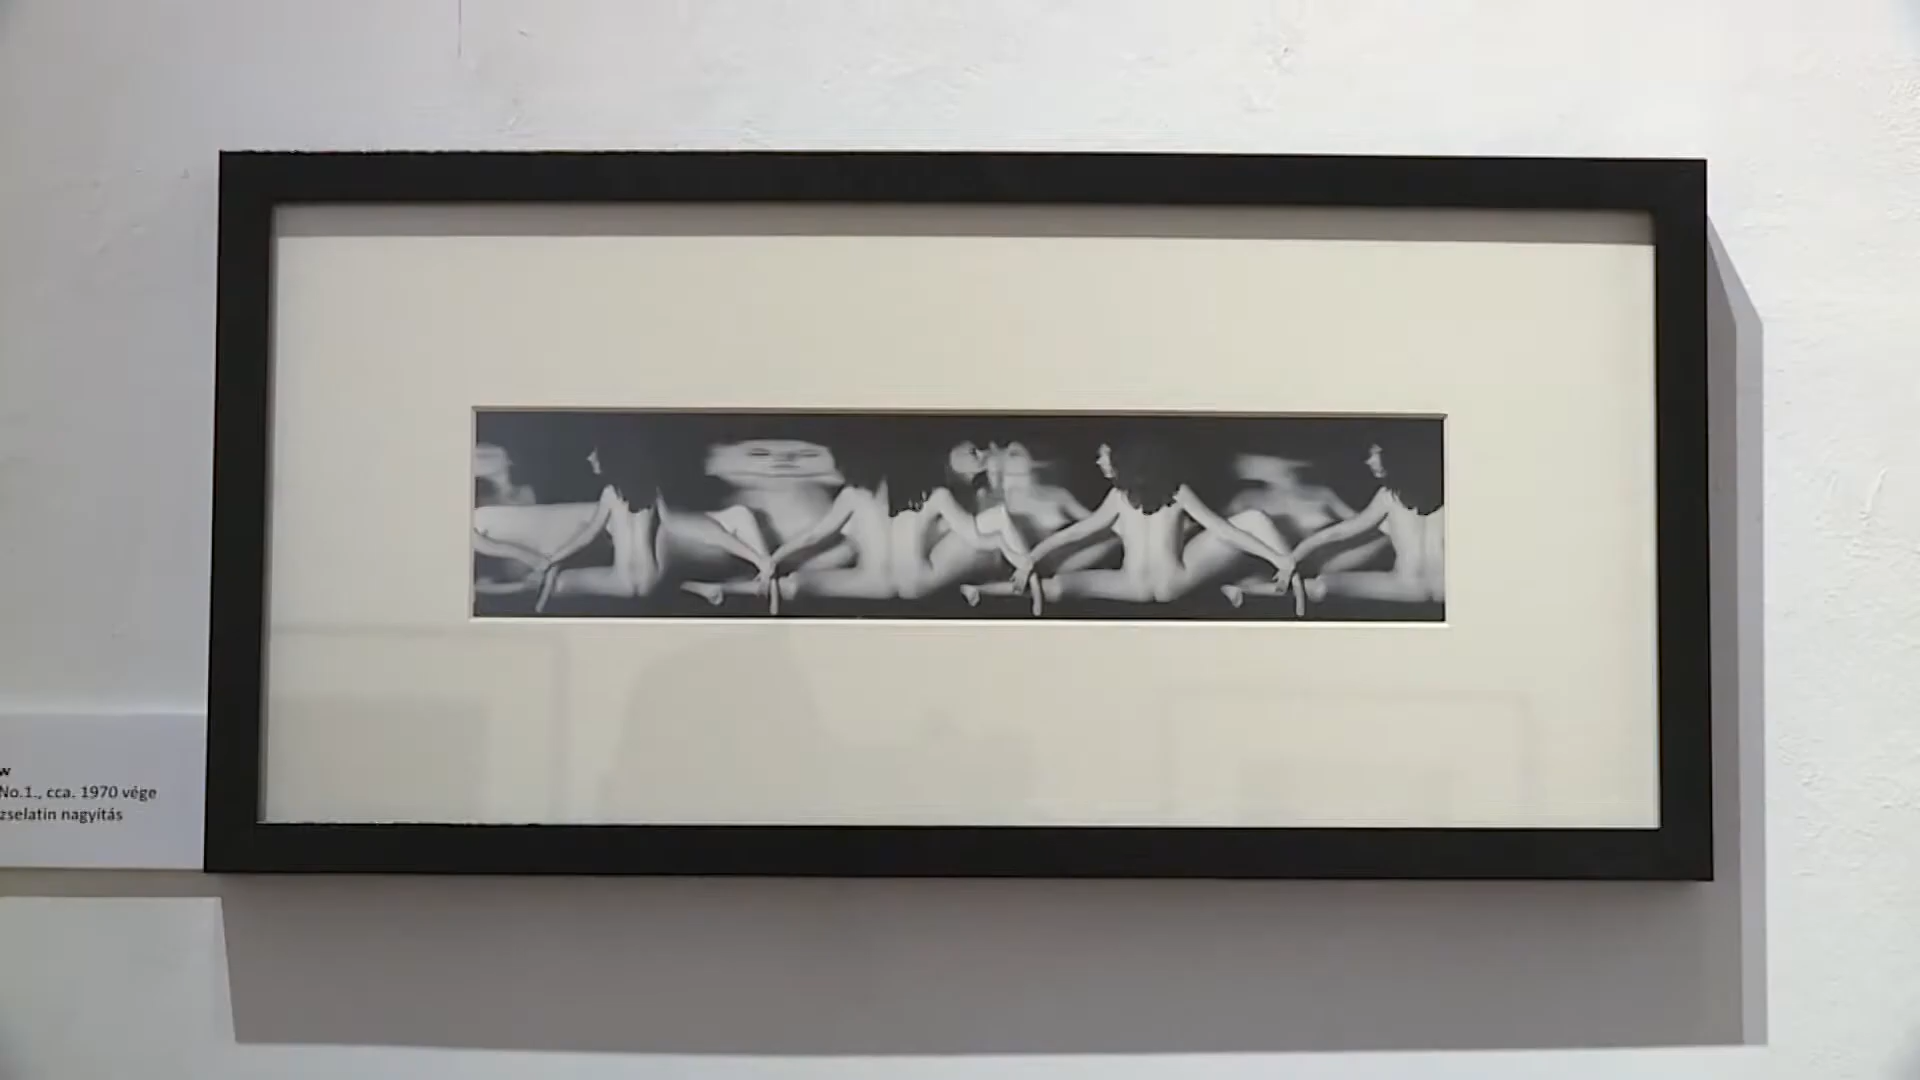 w
No.1., cca. 1970 vége
zselatin nagyítás